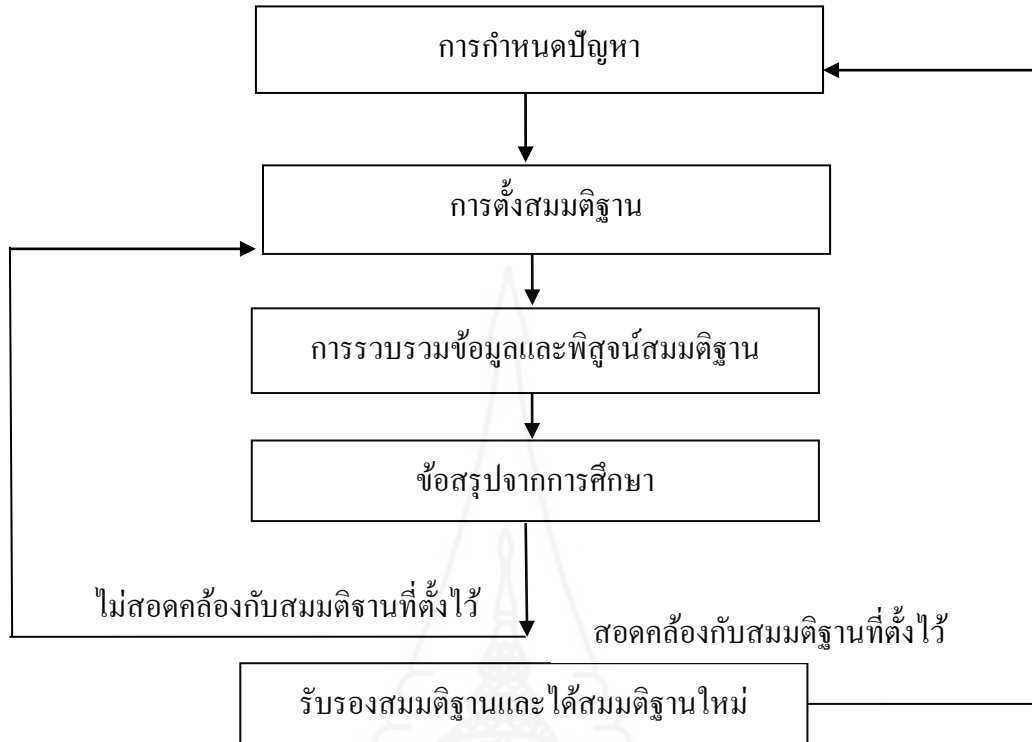 การกำหนดปัญหา
การตั้งสมมติฐาน
การรวบรวมข้อมูลและพิสูจน์สมมติฐาน
ข้อสรุปจากการศึกษา
ไม่สอดคล้องกับสมมติฐานที่ตั้งไว้
สอดคล้องกับสมมติฐานที่ตั้งไว้
รับรองสมมติฐานและได้สมมติฐานใหม่